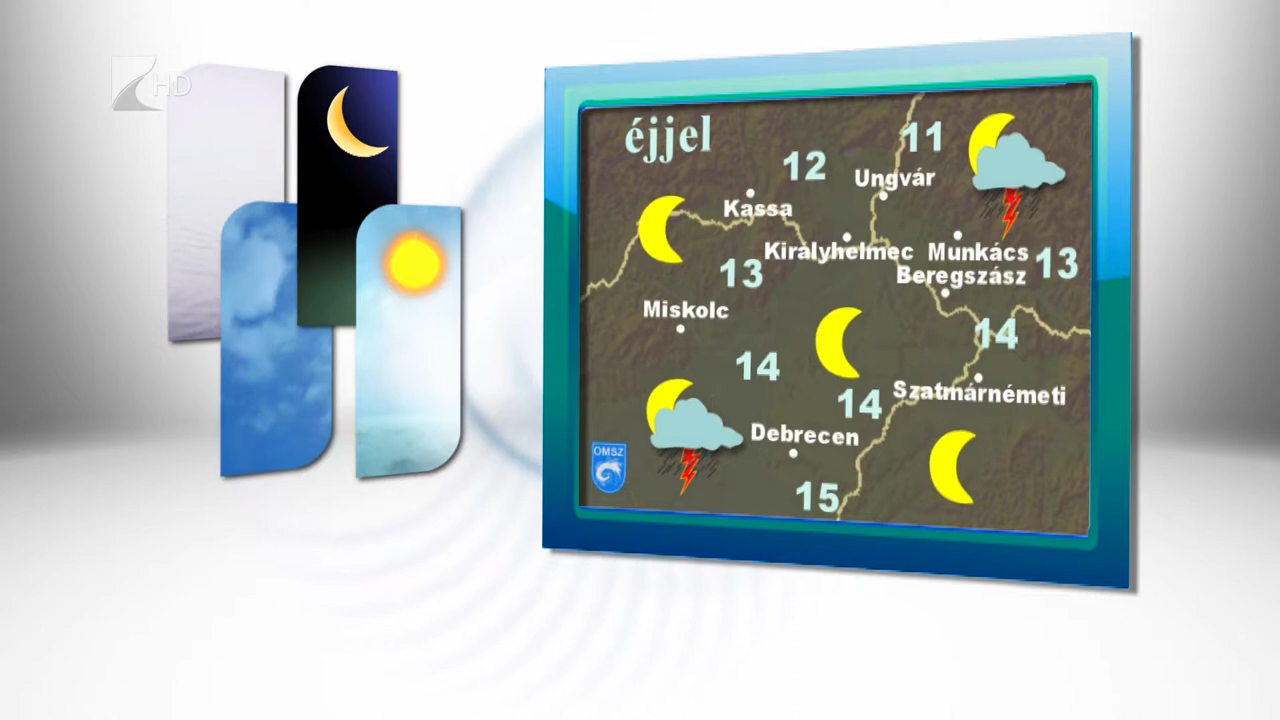 HD
éjjel
11
12
Ungvár
Kassa
Királyhelmec
Munkács
13
Beregszász
13
Miskolc
14
14
Szatmárnémeti
14
Debrecen
OMSZ
15